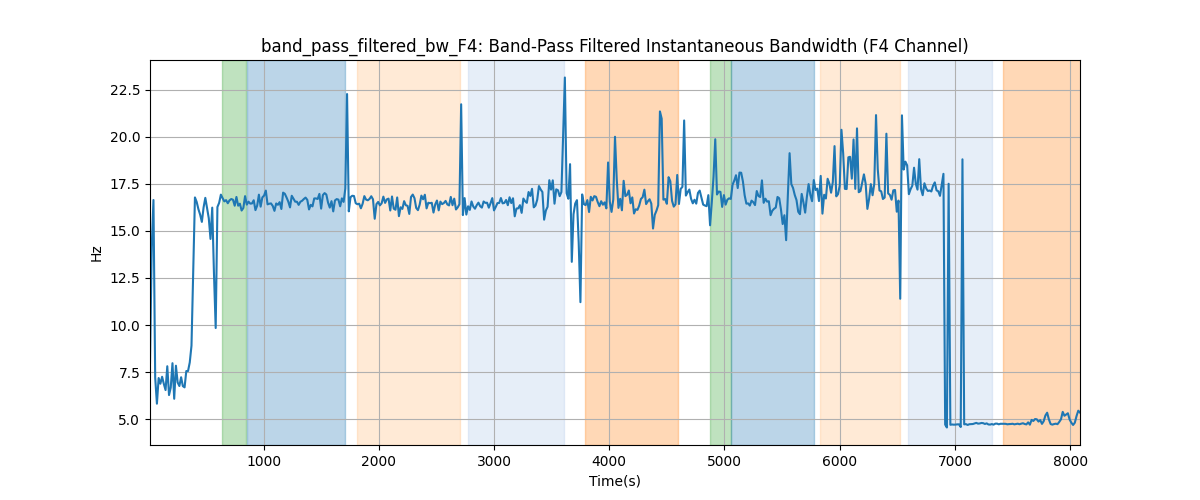 band_pass_filtered_bw_F4: Band-Pass Filtered Instantaneous Bandwidth (F4 Channel)
22.5
20.0
17.5
15.0
12.5
10.0
7.5
5.0
Hz
1000 2000 3000 4000 5000 6000 7000 8000
Time(s)